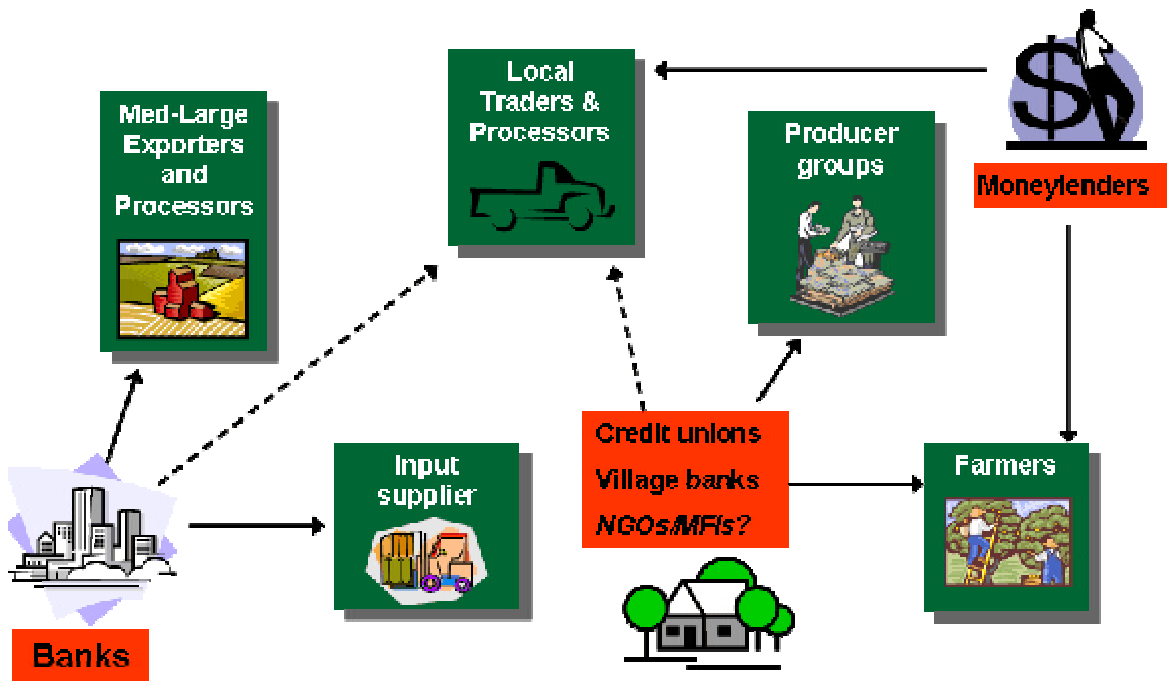 Med-Large
Exporters
and
Processors
Local
Traders &
Processors
Producer
groups
Moneylenders
Credit unions
Village banks
NGOs/MFIs?
Input
supplier
Farmers
Banks